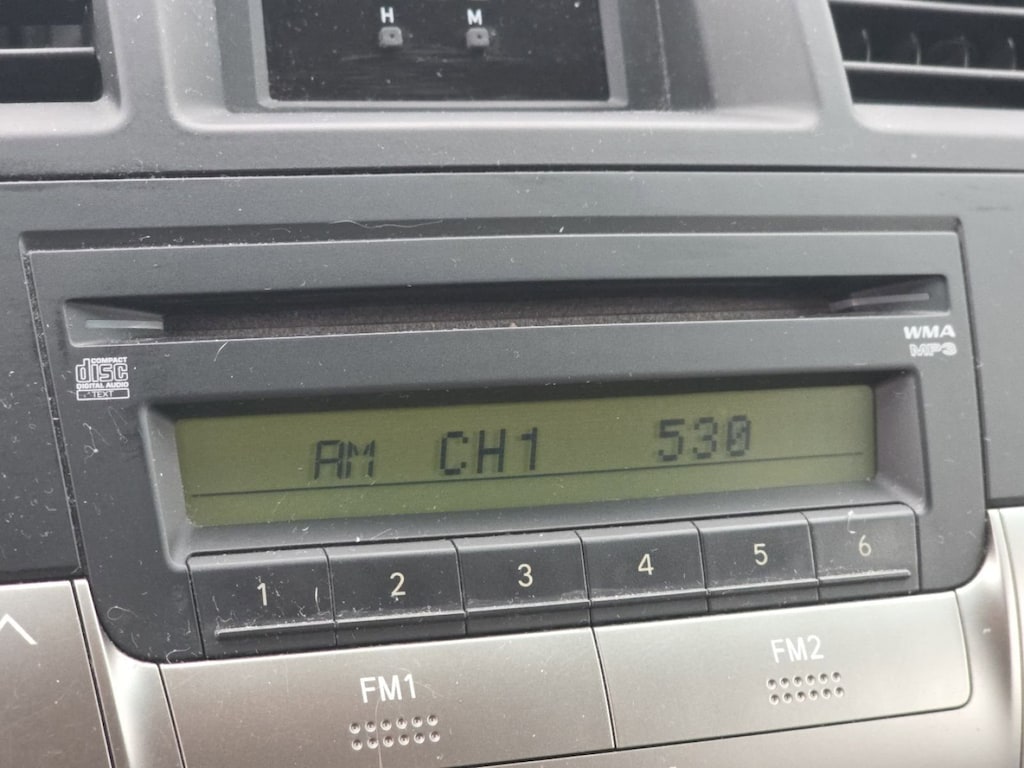 H M
WMA
MP3
COMPACT
disc
DIGITAL AUDIO
TEXT
AM CH1 530
1 2 3 4 5 6
FM1 FM2